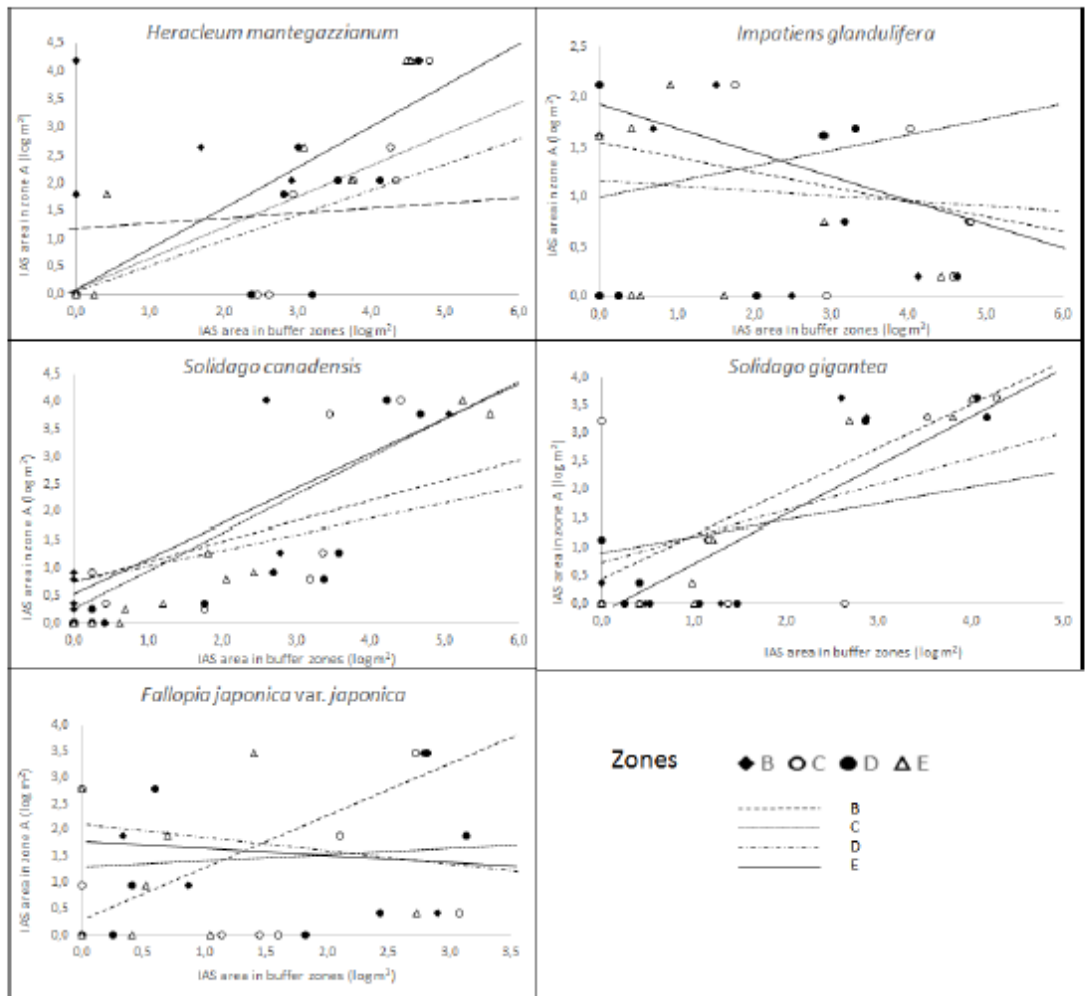 Heracleum mantegazzianum
IAS area in zone A (log m²)
4,5
4,0
3,5
3,0
2,5
2,0
1,5
1,0
0,5
0,0
0,0 1,0 2,0 3,0 4,0 5,0 6,0
IAS area in buffer zones (log m²)
Impatiens glandulifera
IAS area in zone A (log m²)
2,5
2,0
1,5
1,0
0,5
0,0
0,0 1,0 2,0 3,0 4,0 5,0 6,0
IAS area in buffer zones (log m²)
Solidago canadensis
IAS area in zone A (log m²)
4,5
4,0
3,5
3,0
2,5
2,0
1,5
1,0
0,5
0,0
0,0 1,0 2,0 3,0 4,0 5,0 6,0
IAS area in buffer zones (log m²)
Solidago gigantea
IAS area in zone A (log m²)
4,0
3,5
3,0
2,5
2,0
1,5
1,0
0,5
0,0
0,0 1,0 2,0 3,0 4,0 5,0
IAS area in buffer zones (log m²)
Fallopia japonica var. japonica
IAS area in zone A (log m²)
4,0
3,5
3,0
2,5
2,0
1,5
1,0
0,5
0,0
0,0 0,5 1,0 1,5 2,0 2,5 3,0 3,5
IAS area in buffer zones (log m²)
Zones B C D E
B
C
D
E